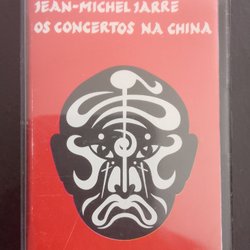 JEAN-MICHEL JARRE
OS CONCERTOS NA CHINA